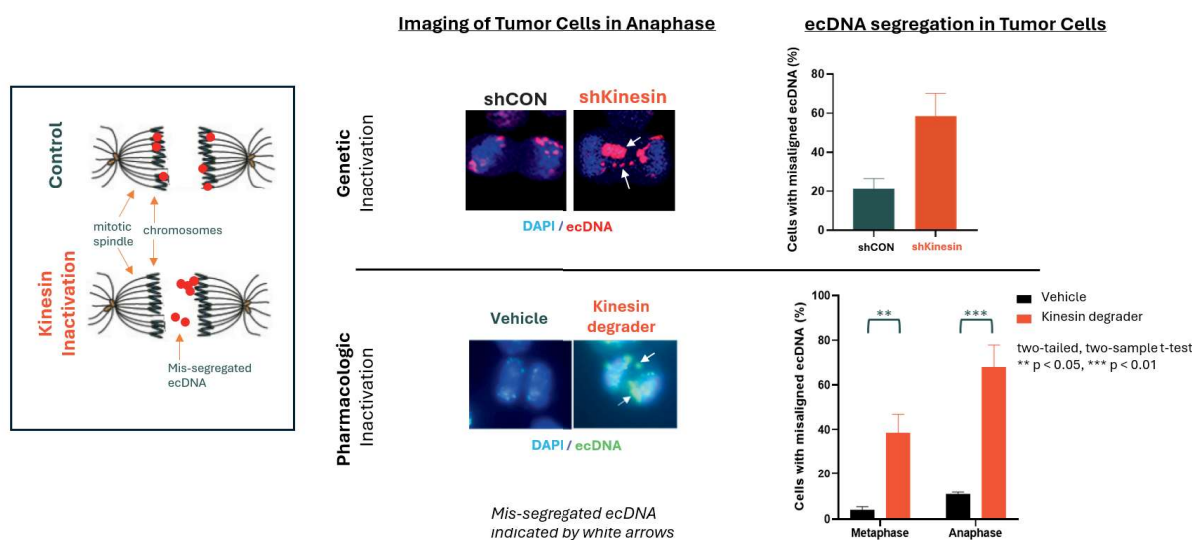 Imaging of Tumor Cells in Anaphase
ecDNA segregation in Tumor Cells
Control
mitotic
spindle
chromosomes
Kinesin
Inactivation
Mis-segregated
ecDNA
Genetic
Inactivation
shCON
shKinesin
DAPI / ecDNA
Cells with misaligned ecDNA (%)
80
60
40
20
0
shCON
shKinesin
Pharmacologic
Inactivation
Vehicle
Kinesin
degrader
DAPI / ecDNA
Mis-segregated ecDNA
indicated by white arrows
Cells with misaligned ecDNA (%)
100
80
60
40
20
0
**
***
Metaphase
Anaphase
Vehicle
Kinesin degrader
two-tailed, two-sample t-test
** p < 0.05, *** p < 0.01